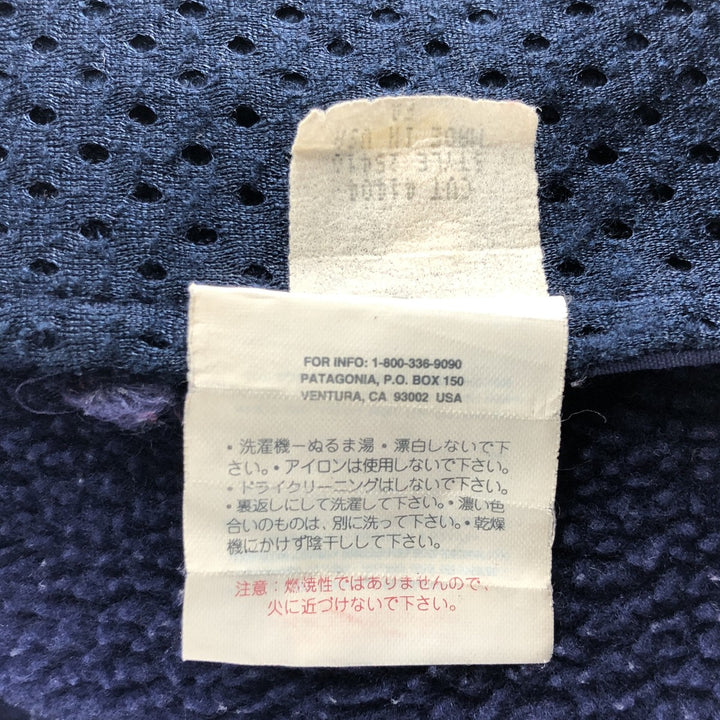 MADE IN USA
FOR INFO: 1-800-336-9090
PATAGONIA, P.O. BOX 150
VENTURA, CA 93002 USA
・洗濯機ーぬるま湯・漂白しないで下
さい。・アイロンは使用しないで下さい。
・ドライクリーニングはしないで下さい。
・裏返しにして洗濯して下さい。・濃い色
合いのものは、別に洗って下さい。・乾燥
機にかけず陰干しして下さい。
注意：燃焼性ではありませんので、
火に近づけないで下さい。